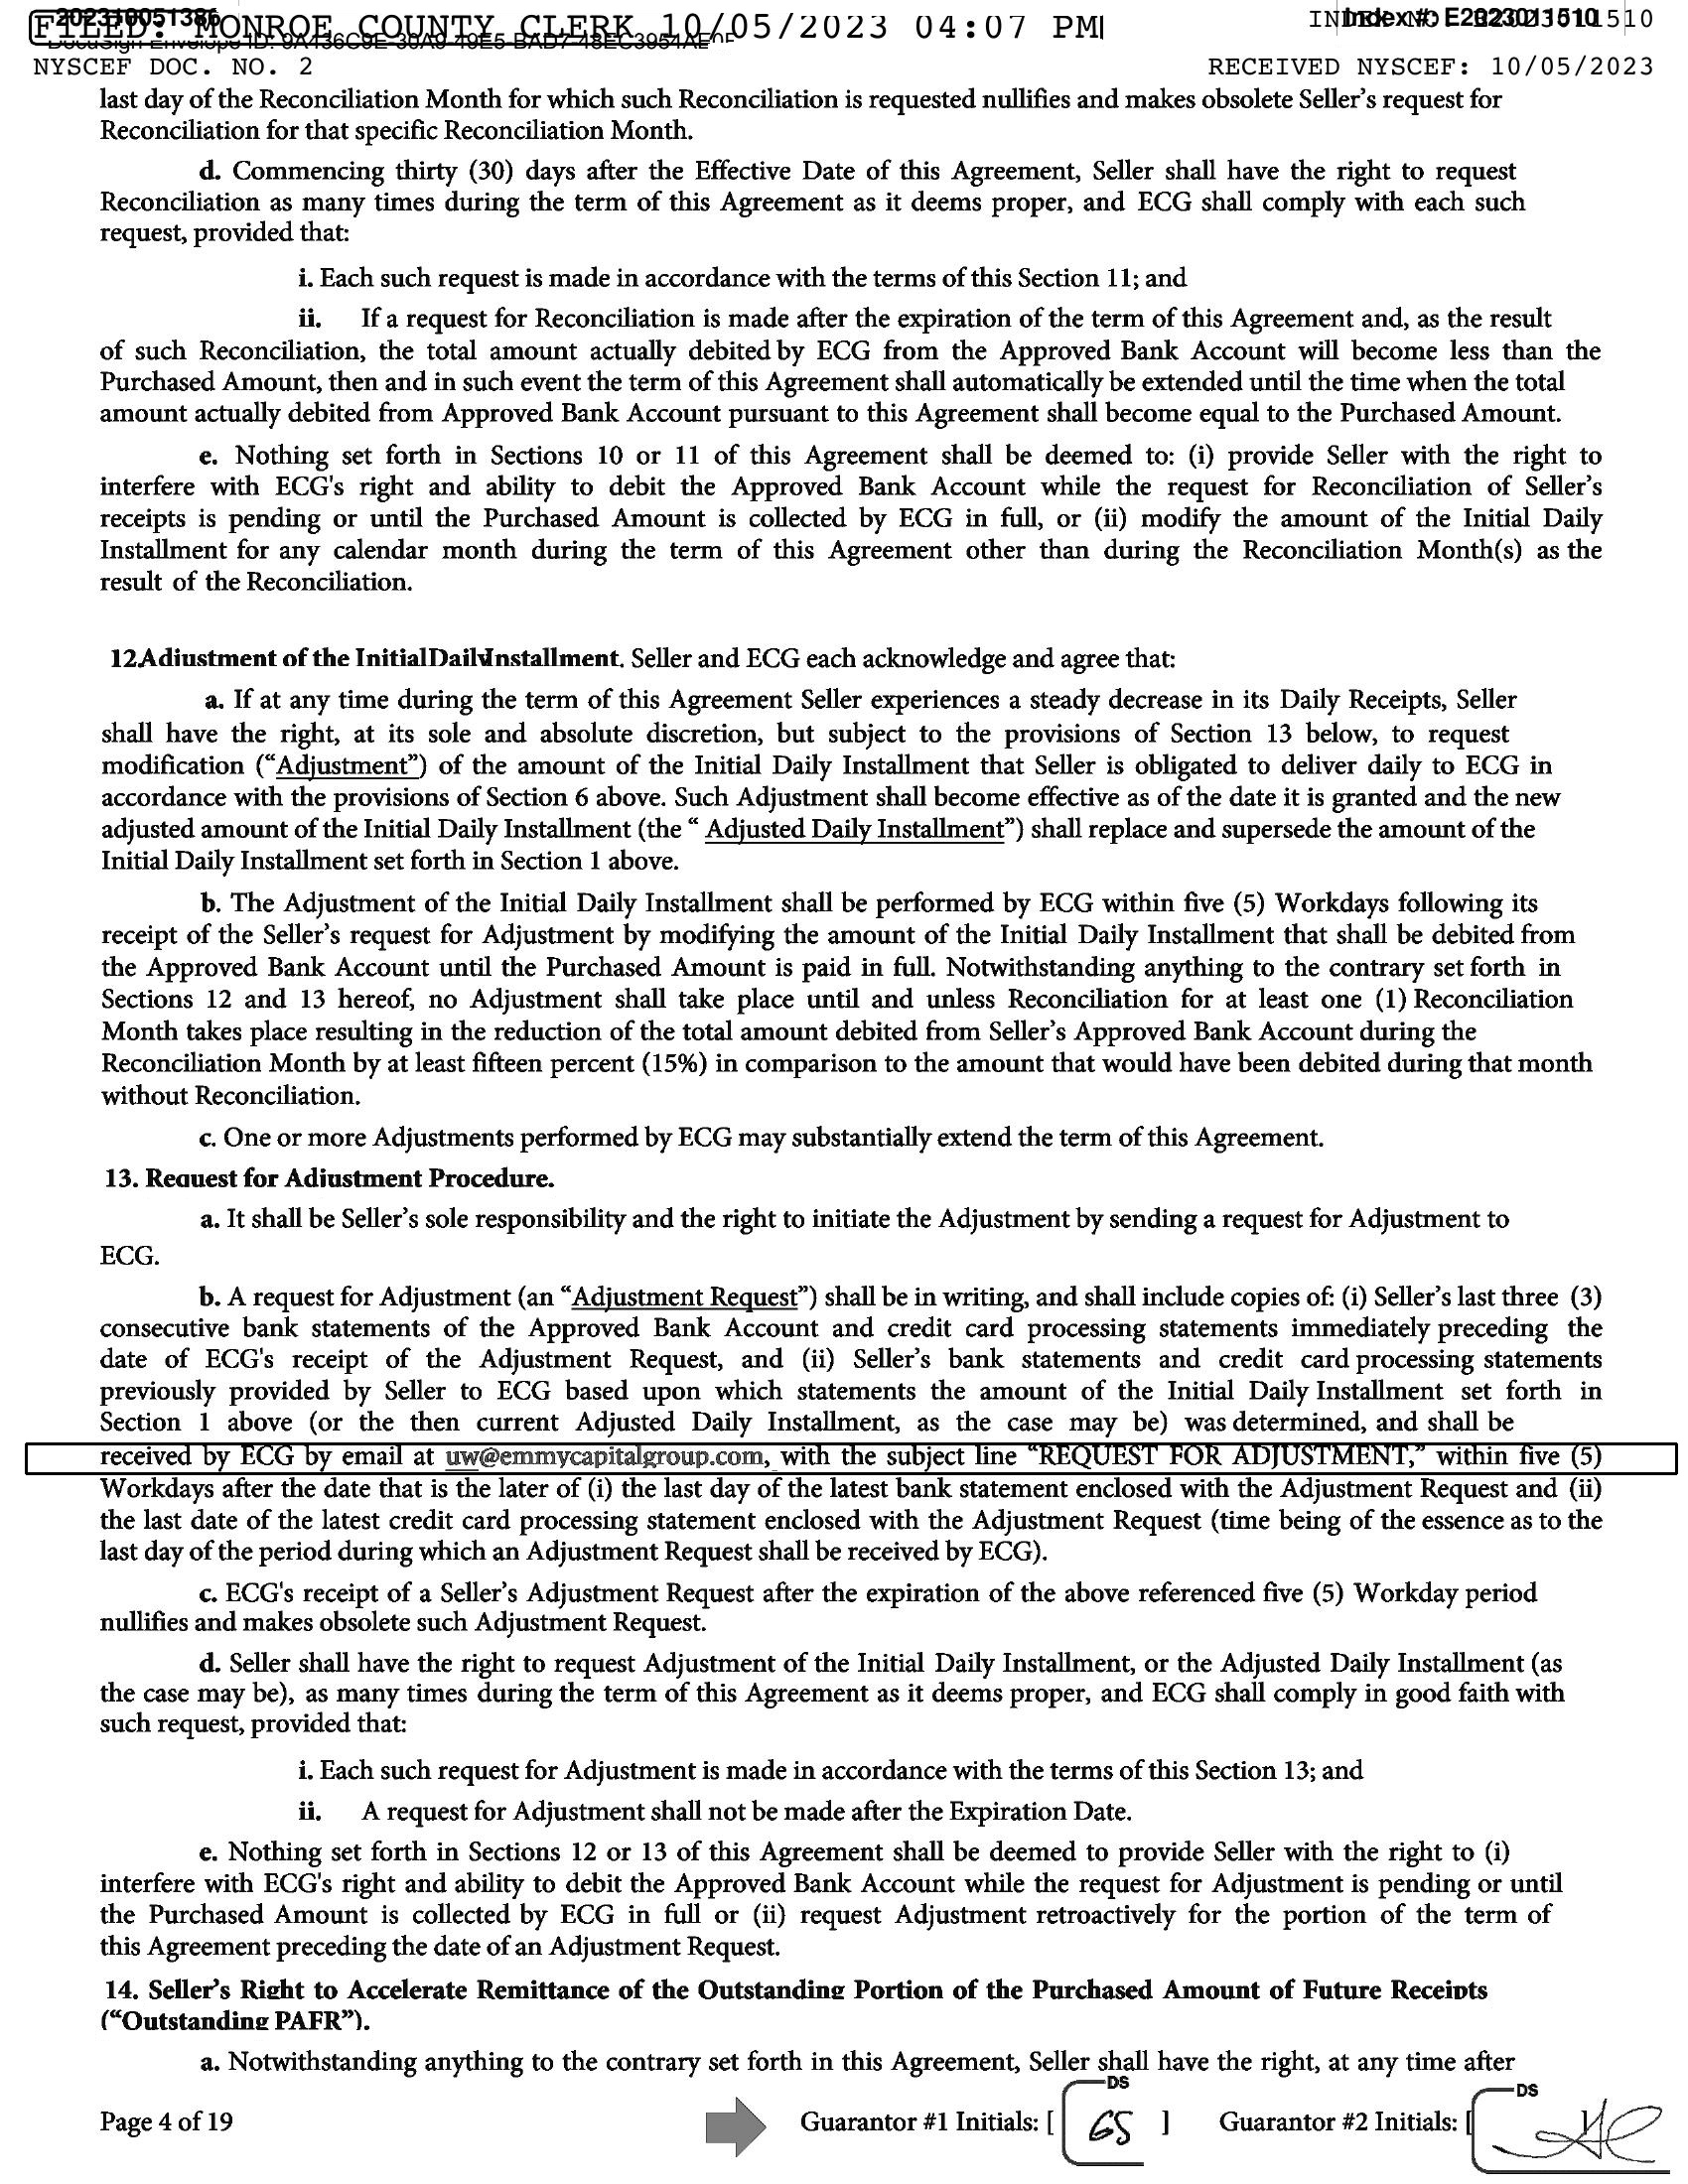 FILED: MONROE COUNTY CLERK 10/05/2023 04:07 PM
202310051386
Index #: E2023011510
NYSCEF DOC. NO. 2
RECEIVED NYSCEF: 10/05/2023
last day of the Reconciliation Month for which such Reconciliation is requested nullifies and makes obsolete Seller’s request for
Reconciliation for that specific Reconciliation Month.
d. Commencing thirty (30) days after the Effective Date of this Agreement, Seller shall have the right to request
Reconciliation as many times during the term of this Agreement as it deems proper, and ECG shall comply with each such
request, provided that:
i. Each such request is made in accordance with the terms of this Section 11; and
ii. If a request for Reconciliation is made after the expiration of the term of this Agreement and, as the result
of such Reconciliation, the total amount actually debited by ECG from the Approved Bank Account will become less than the
Purchased Amount, then and in such event the term of this Agreement shall automatically be extended until the time when the total
amount actually debited from Approved Bank Account pursuant to this Agreement shall become equal to the Purchased Amount.
e. Nothing set forth in Sections 10 or 11 of this Agreement shall be deemed to: (i) provide Seller with the right to
interfere with ECG's right and ability to debit the Approved Bank Account while the request for Reconciliation of Seller’s
receipts is pending or until the Purchased Amount is collected by ECG in full, or (ii) modify the amount of the Initial Daily
Installment for any calendar month during the term of this Agreement other than during the Reconciliation Month(s) as the
result of the Reconciliation.
12. Adjustment of the Initial Daily Installment. Seller and ECG each acknowledge and agree that:
a. If at any time during the term of this Agreement Seller experiences a steady decrease in its Daily Receipts, Seller
shall have the right, at its sole and absolute discretion, but subject to the provisions of Section 13 below, to request
modification (“Adjustment”) of the amount of the Initial Daily Installment that Seller is obligated to deliver daily to ECG in
accordance with the provisions of Section 6 above. Such Adjustment shall become effective as of the date it is granted and the new
adjusted amount of the Initial Daily Installment (the “ Adjusted Daily Installment”) shall replace and supersede the amount of the
Initial Daily Installment set forth in Section 1 above.
b. The Adjustment of the Initial Daily Installment shall be performed by ECG within five (5) Workdays following its
receipt of the Seller’s request for Adjustment by modifying the amount of the Initial Daily Installment that shall be debited from
the Approved Bank Account until the Purchased Amount is paid in full. Notwithstanding anything to the contrary set forth in
Sections 12 and 13 hereof, no Adjustment shall take place until and unless Reconciliation for at least one (1) Reconciliation
Month takes place resulting in the reduction of the total amount debited from Seller’s Approved Bank Account during the
Reconciliation Month by at least fifteen percent (15%) in comparison to the amount that would have been debited during that month
without Reconciliation.
c. One or more Adjustments performed by ECG may substantially extend the term of this Agreement.
13. Request for Adjustment Procedure.
a. It shall be Seller’s sole responsibility and the right to initiate the Adjustment by sending a request for Adjustment to
ECG.
b. A request for Adjustment (an “Adjustment Request”) shall be in writing, and shall include copies of: (i) Seller’s last three (3)
consecutive bank statements of the Approved Bank Account and credit card processing statements immediately preceding the
date of ECG's receipt of the Adjustment Request, and (ii) Seller’s bank statements and credit card processing statements
previously provided by Seller to ECG based upon which statements the amount of the Initial Daily Installment set forth in
Section 1 above (or the then current Adjusted Daily Installment, as the case may be) was determined, and shall be
received by ECG by email at uw@emmycapitalgroup.com, with the subject line “REQUEST FOR ADJUSTMENT,” within five (5)
Workdays after the date that is the later of (i) the last day of the latest bank statement enclosed with the Adjustment Request and (ii)
the last date of the latest credit card processing statement enclosed with the Adjustment Request (time being of the essence as to the
last day of the period during which an Adjustment Request shall be received by ECG).
c. ECG's receipt of a Seller’s Adjustment Request after the expiration of the above referenced five (5) Workday period
nullifies and makes obsolete such Adjustment Request.
d. Seller shall have the right to request Adjustment of the Initial Daily Installment, or the Adjusted Daily Installment (as
the case may be), as many times during the term of this Agreement as it deems proper, and ECG shall comply in good faith with
such request, provided that:
i. Each such request for Adjustment is made in accordance with the terms of this Section 13; and
ii. A request for Adjustment shall not be made after the Expiration Date.
e. Nothing set forth in Sections 12 or 13 of this Agreement shall be deemed to provide Seller with the right to (i)
interfere with ECG's right and ability to debit the Approved Bank Account while the request for Adjustment is pending or until
the Purchased Amount is collected by ECG in full or (ii) request Adjustment retroactively for the portion of the term of
this Agreement preceding the date of an Adjustment Request.
14. Seller’s Right to Accelerate Remittance of the Outstanding Portion of the Purchased Amount of Future Receipts
(“Outstanding PAFR”).
a. Notwithstanding anything to the contrary set forth in this Agreement, Seller shall have the right, at any time after
Page 4 of 19
Guarantor #1 Initials: [ DS GS ]
Guarantor #2 Initials: [ DS